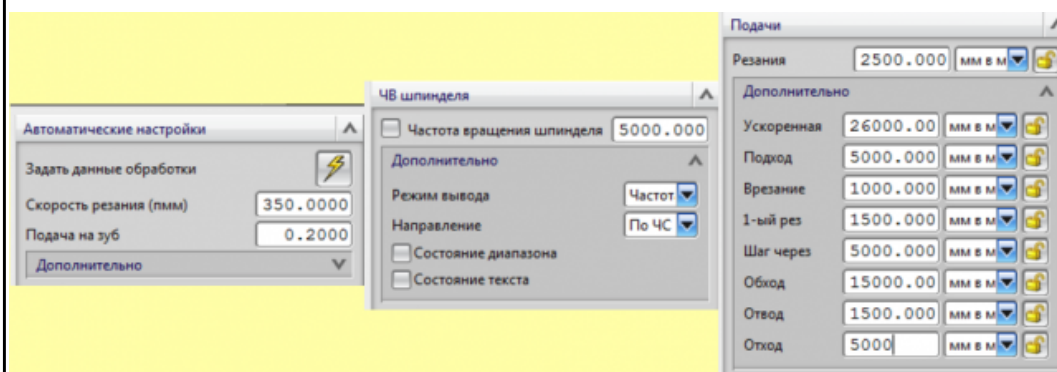 Автоматические настройки
Задать данные обработки
Скорость резания (пмм) 350.0000
Подача на зуб 0.2000
Дополнительно
ЧВ шпинделя
Частота вращения шпинделя 5000.000
Дополнительно
Режим вывода Частот
Направление По ЧС
Состояние диапазона
Состояние текста
Подачи
Резания 2500.000 мм в м
Дополнительно
Ускоренная 26000.00 мм в м
Подход 5000.000 мм в м
Врезание 1000.000 мм в м
1-ый рез 1500.000 мм в м
Шаг через 5000.000 мм в м
Обход 15000.00 мм в м
Отвод 1500.000 мм в м
Отход 5000 мм в м